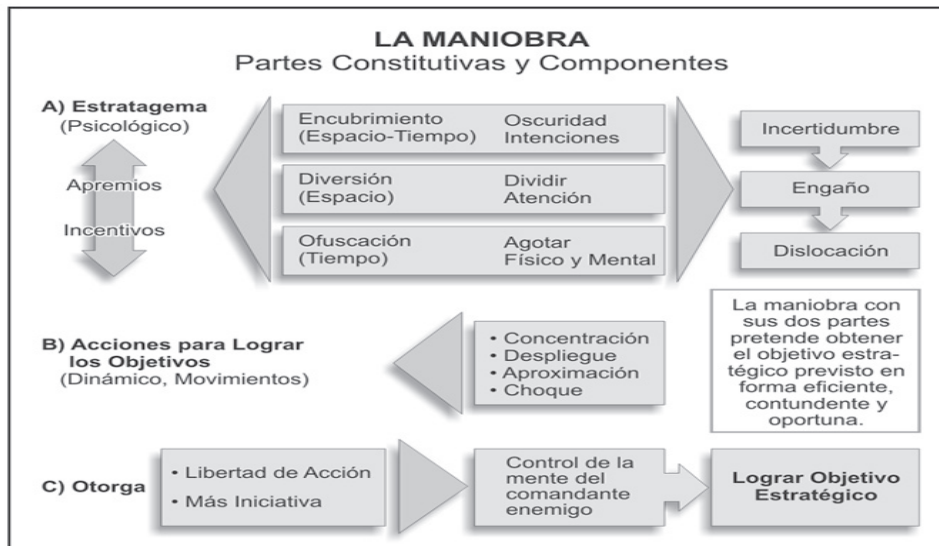 LA MANIOBRA
Partes Constitutivas y Componentes
A) Estratagema
(Psicológico)
Apremios
Incentivos
Encubrimiento
(Espacio-Tiempo)
Oscuridad
Intenciones
Diversión
(Espacio)
Dividir
Atención
Ofuscación
(Tiempo)
Agotar
Físico y Mental
Incertidumbre
Engaño
Dislocación
B) Acciones para Lograr
los Objetivos
(Dinámico, Movimientos)
• Concentración
• Despliegue
• Aproximación
• Choque
La maniobra con
sus dos partes
pretende obtener
el objetivo estra-
tégico previsto en
forma eficiente,
contundente y
oportuna.
C) Otorga
• Libertad de Acción
• Más Iniciativa
Control de la
mente del
comandante
enemigo
Lograr Objetivo
Estratégico